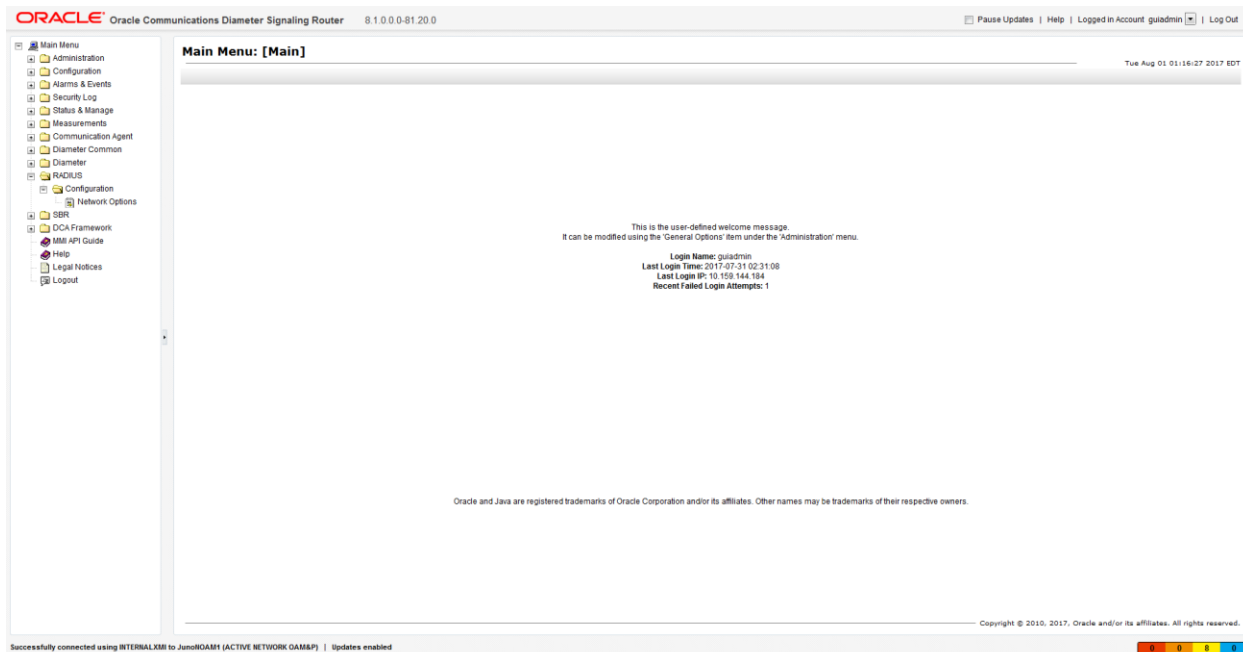 ORACLE® Oracle Communications Diameter Signaling Router 8.1.0.0.0-81.20.0
Pause Updates | Help | Logged in Account guiadmin | Log Out
Main Menu
Administration
Configuration
Alarms & Events
Security Log
Status & Manage
Measurements
Communication Agent
Diameter Common
Diameter
RADIUS
Configuration
Network Options
SBR
DCA Framework
MMI API Guide
Help
Legal Notices
Logout
Main Menu: [Main]
Tue Aug 01 01:16:27 2017 EDT
This is the user-defined welcome message.
It can be modified using the 'General Options' item under the 'Administration' menu.
Login Name: guiadmin
Last Login Time: 2017-07-31 02:31:08
Last Login IP: 10.159.144.184
Recent Failed Login Attempts: 1
Oracle and Java are registered trademarks of Oracle Corporation and/or its affiliates. Other names may be trademarks of their respective owners.
Copyright © 2010, 2017, Oracle and/or its affiliates. All rights reserved.
Successfully connected using INTERNALXMI to JunoNOAM1 (ACTIVE NETWORK OAM&P) | Updates enabled
0 0 8 0